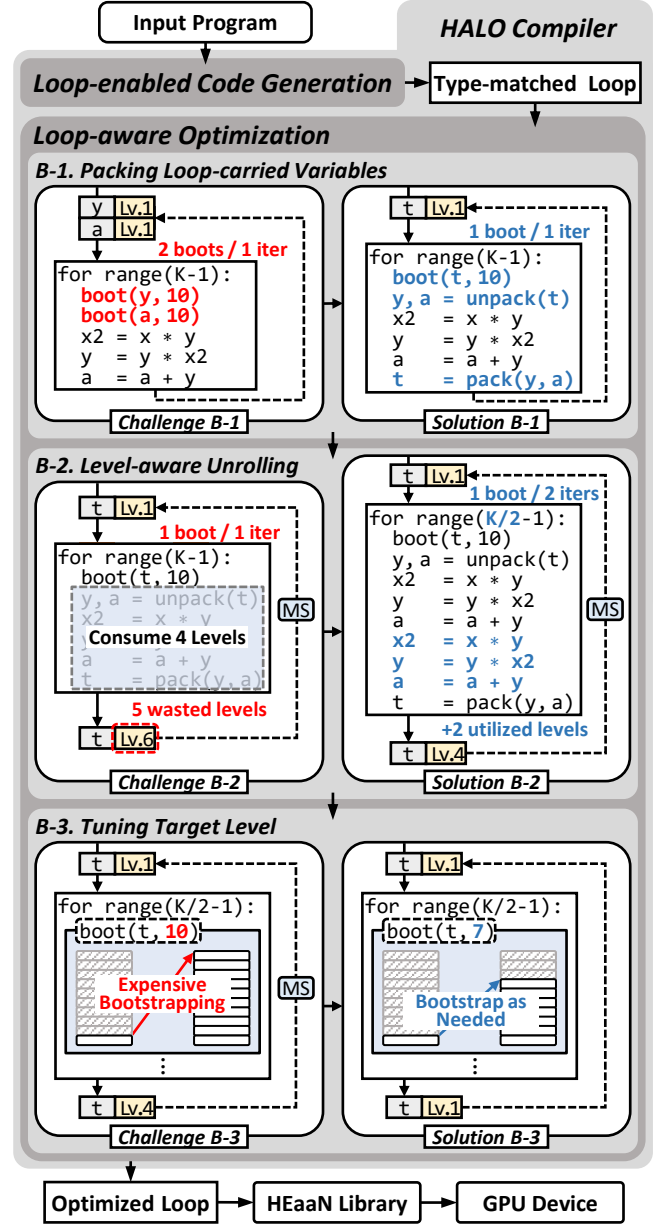 Input Program
HALO Compiler
Loop-enabled Code Generation
Type-matched Loop
Loop-aware Optimization
B-1. Packing Loop-carried Variables
y Lv.1
a Lv.1
2 boots / 1 iter
for range(K-1):
boot(y, 10)
boot(a, 10)
x2 = x * y
y = y * x2
a = a + y
Challenge B-1
t Lv.1
1 boot / 1 iter
for range(K-1):
boot(t, 10)
y, a = unpack(t)
x2 = x * y
y = y * x2
a = a + y
t = pack(y, a)
Solution B-1
B-2. Level-aware Unrolling
t Lv.1
1 boot / 1 iter
for range(K-1):
boot(t, 10)
y, a = unpack(t)
x2 = x * y
Consume 4 Levels
a = a + y
t = pack(y, a)
MS
5 wasted levels
t Lv.6
Challenge B-2
t Lv.1
1 boot / 2 iters
for range(K/2-1):
boot(t, 10)
y, a = unpack(t)
x2 = x * y
y = y * x2
a = a + y
x2 = x * y
y = y * x2
a = a + y
t = pack(y, a)
MS
+2 utilized levels
t Lv.4
Solution B-2
B-3. Tuning Target Level
t Lv.1
for range(K/2-1):
boot(t, 10)
Expensive
Bootstrapping
MS
t Lv.4
Challenge B-3
t Lv.1
for range(K/2-1):
boot(t, 7)
Bootstrap as
Needed
t Lv.1
Solution B-3
Optimized Loop
HEaaN Library
GPU Device